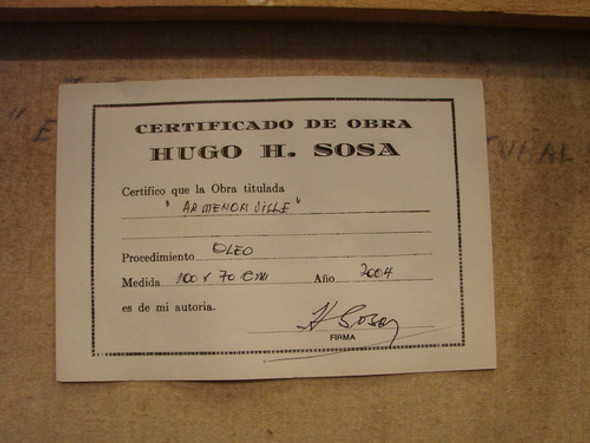 CERTIFICADO DE OBRA
HUGO H. SOSA
Certifico que la Obra titulada
"ARMENONVILLE"
Procedimiento OLEO
Medida 100 x 70 cm Año 2004
es de mi autoria.
H Sosa
FIRMA